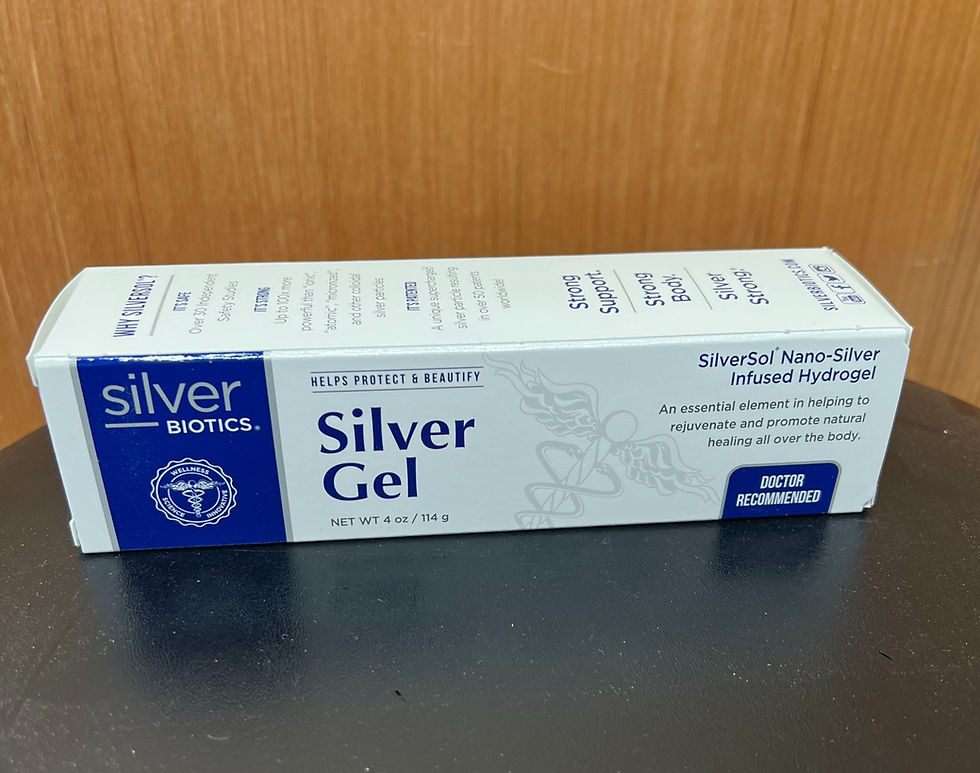 silver
BIOTICS®
WELLNESS
SCIENCE
INNOVATIVE
HELPS PROTECT & BEAUTIFY
Silver
Gel
NET WT 4 oz / 114 g
SilverSol® Nano-Silver
Infused Hydrogel
An essential element in helping to
rejuvenate and promote natural
healing all over the body.
DOCTOR
RECOMMENDED
WHY SILVERSOL?
IT'S SAFE
Over 30 Independent
Safety Studies
IT'S STRONG
Up to 100x more
powerful than "ionic",
"atomic", "micronized",
and other colloidal
silver particles
IT'S PATENTED
A unique supercharged
silver particle resulting
in over 50 patents
worldwide!
Strong
Support.
Strong
Body.
Silver
Strong.
SILVERBIOTICS.COM